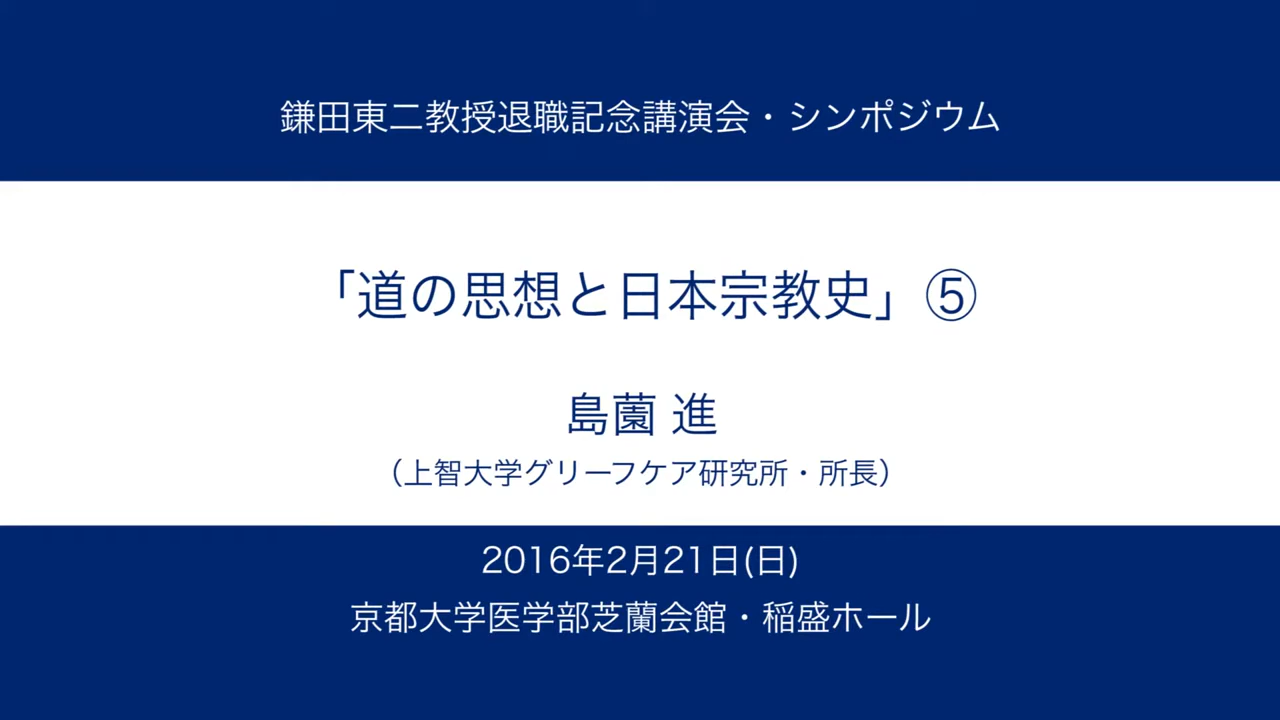 鎌田東二教授退職記念講演会・シンポジウム
「道の思想と日本宗教史」⑤
島薗 進
（上智大学グリーフケア研究所・所長）
2016年2月21日(日)
京都大学医学部芝蘭会館・稲盛ホール